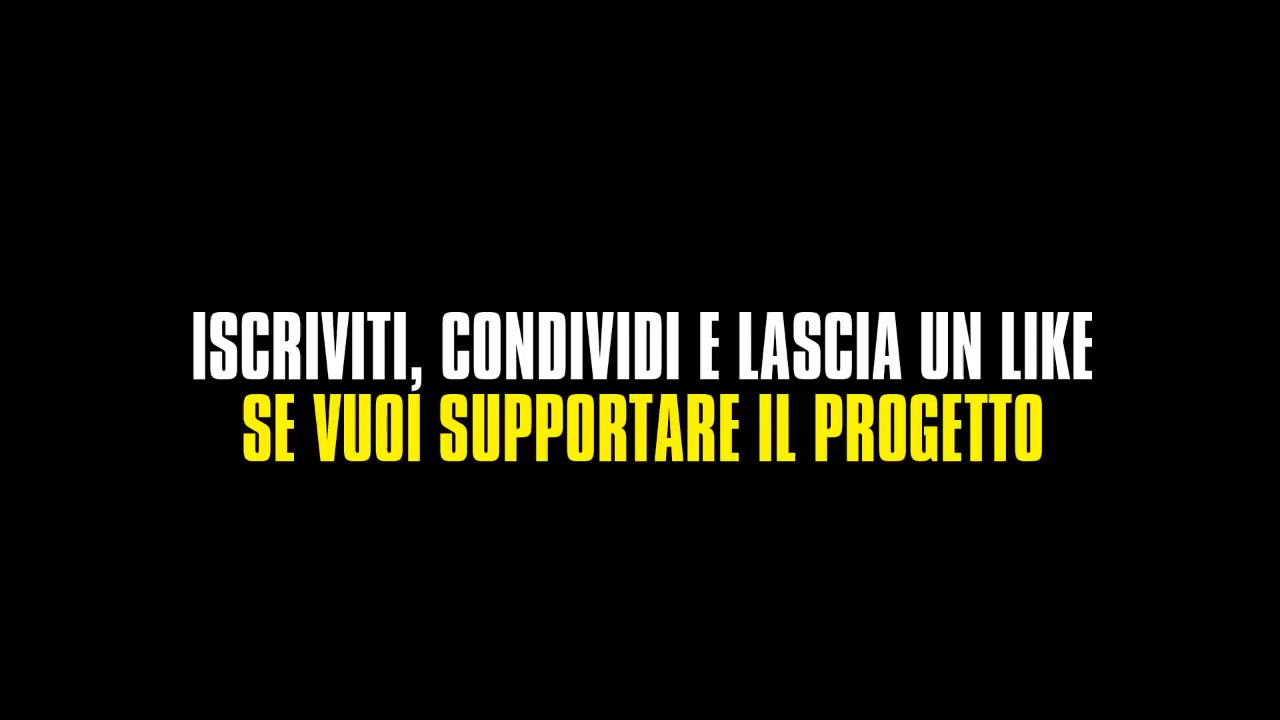 ISCRIVITI, CONDIVIDI E LASCIA UN LIKE
SE VUOI SUPPORTARE IL PROGETTO